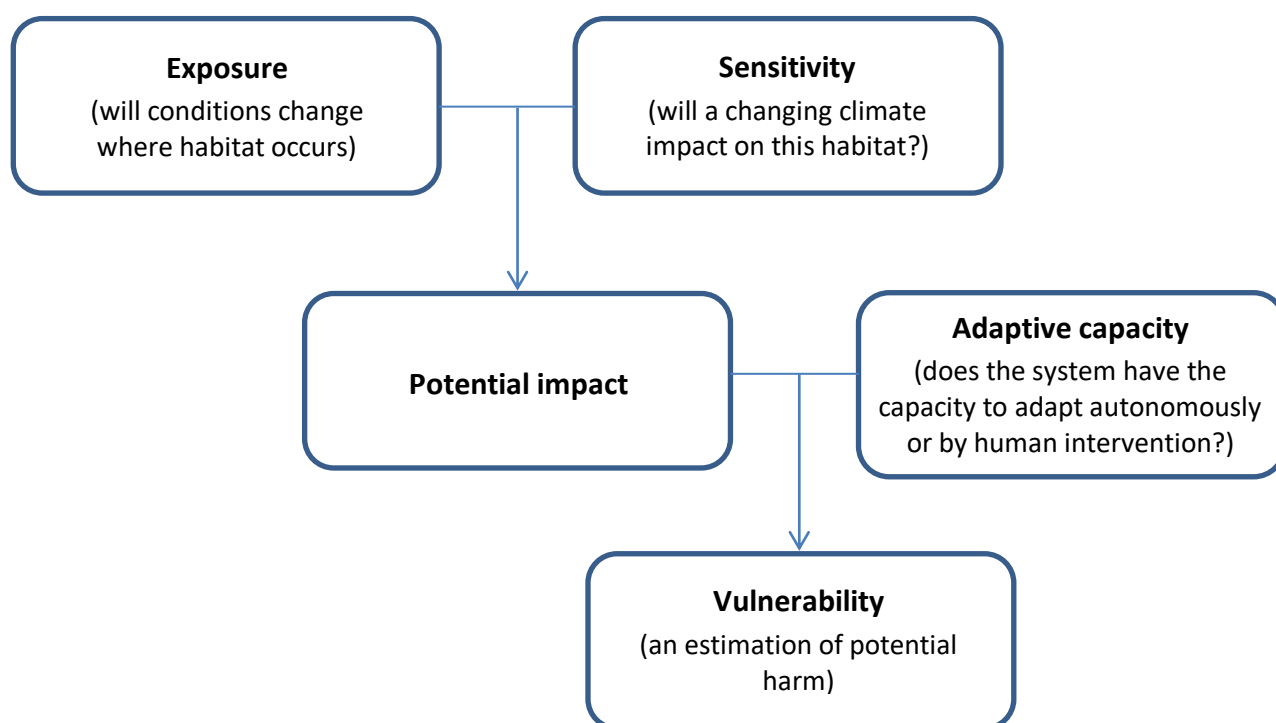 Exposure
(will conditions change
where habitat occurs)
Sensitivity
(will a changing climate
impact on this habitat?)
Potential impact
Adaptive capacity
(does the system have the
capacity to adapt autonomously
or by human intervention?)
Vulnerability
(an estimation of potential
harm)